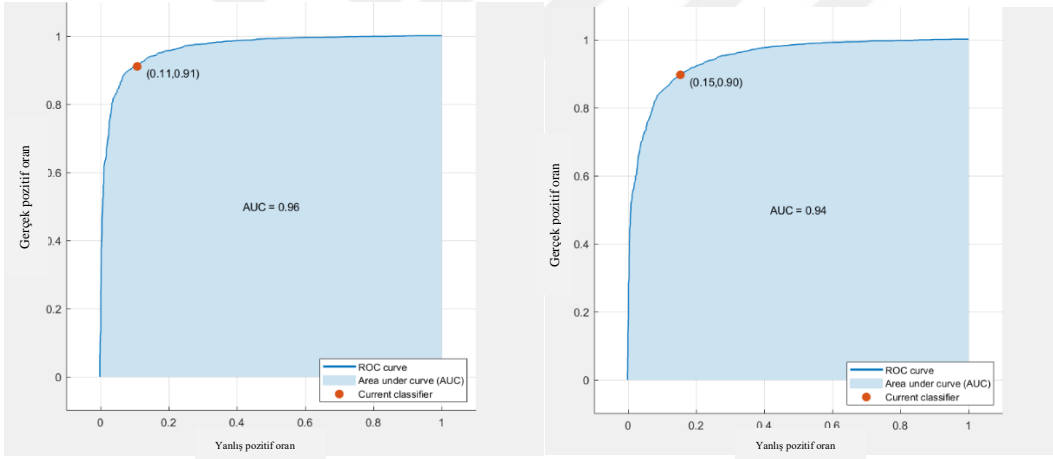 1
0.8
0.6
0.4
0.2
0
Gerçek pozitif oran
(0.11,0.91)
AUC = 0.96
ROC curve
Area under curve (AUC)
Current classifier
0 0.2 0.4 0.6 0.8 1
Yanlış pozitif oran
1
0.8
0.6
0.4
0.2
0
Gerçek pozitif oran
(0.15,0.90)
AUC = 0.94
ROC curve
Area under curve (AUC)
Current classifier
0 0.2 0.4 0.6 0.8 1
Yanlış pozitif oran